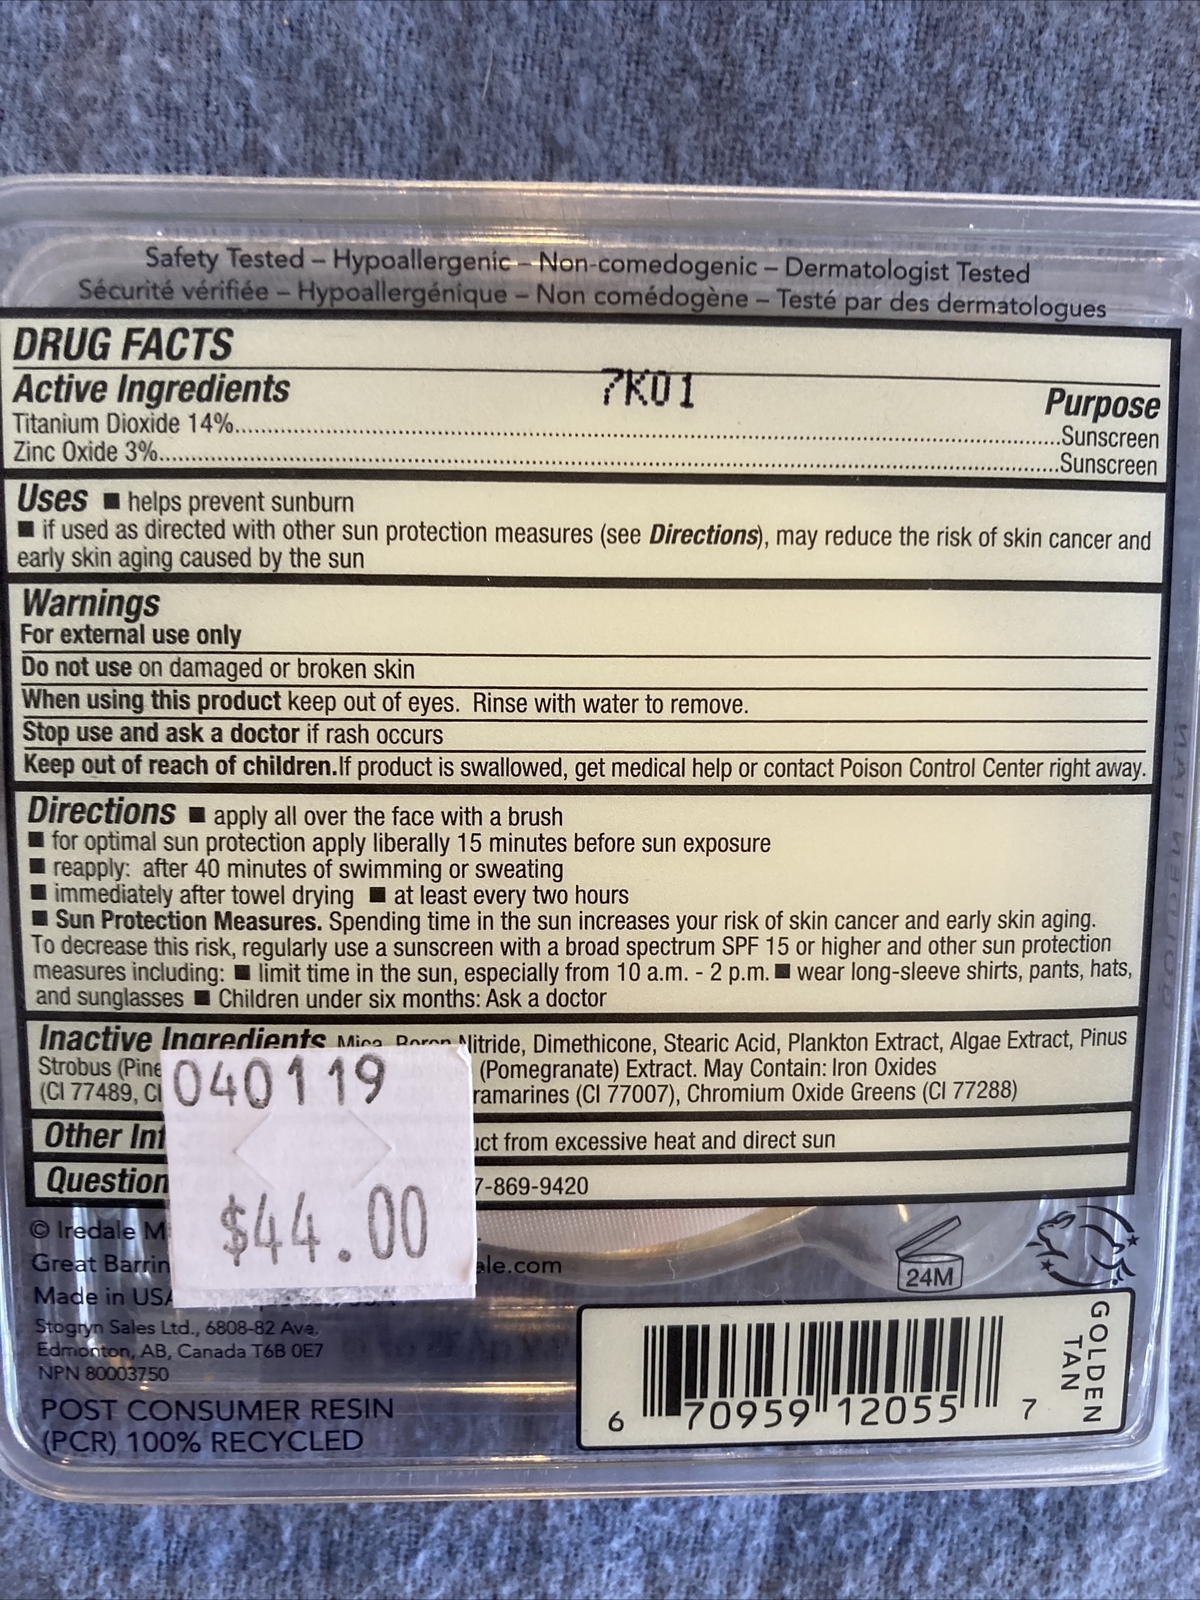 Safety Tested – Hypoallergenic – Non-comedogenic – Dermatologist Tested
Sécurité vérifiée – Hypoallergénique – Non comédogène – Testé par des dermatologues
DRUG FACTS
7K01
Active Ingredients Purpose
Titanium Dioxide 14%..........Sunscreen
Zinc Oxide 3%..........Sunscreen
Uses ■ helps prevent sunburn
■ if used as directed with other sun protection measures (see Directions), may reduce the risk of skin cancer and
early skin aging caused by the sun
Warnings
For external use only
Do not use on damaged or broken skin
When using this product keep out of eyes. Rinse with water to remove.
Stop use and ask a doctor if rash occurs
Keep out of reach of children.If product is swallowed, get medical help or contact Poison Control Center right away.
Directions ■ apply all over the face with a brush
■ for optimal sun protection apply liberally 15 minutes before sun exposure
■ reapply: after 40 minutes of swimming or sweating
■ immediately after towel drying ■ at least every two hours
■ Sun Protection Measures. Spending time in the sun increases your risk of skin cancer and early skin aging.
To decrease this risk, regularly use a sunscreen with a broad spectrum SPF 15 or higher and other sun protection
measures including: ■ limit time in the sun, especially from 10 a.m. - 2 p.m. ■ wear long-sleeve shirts, pants, hats,
and sunglasses ■ Children under six months: Ask a doctor
Inactive Ingredients Mica, Boron Nitride, Dimethicone, Stearic Acid, Plankton Extract, Algae Extract, Pinus
Strobus (Pine (Pomegranate) Extract. May Contain: Iron Oxides
(CI 77489, CI ramarines (CI 77007), Chromium Oxide Greens (CI 77288)
Other Inf uct from excessive heat and direct sun
Question 7-869-9420
040119
$44.00
© Iredale M
Great Barrin ale.com
Made in USA
Stogryn Sales Ltd., 6808-82 Ave.
Edmonton, AB, Canada T6B 0E7
NPN 80003750
POST CONSUMER RESIN
(PCR) 100% RECYCLED
24M
GOLDEN
TAN
6 70959 12055 7